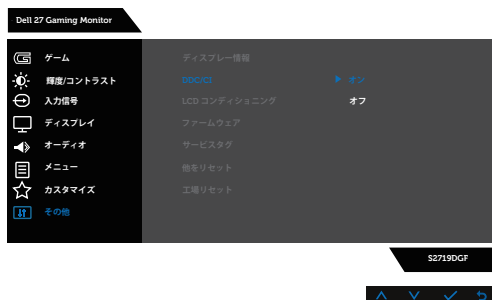 Dell 27 Gaming Monitor
ゲーム
輝度/コントラスト
入力信号
ディスプレイ
オーディオ
メニュー
カスタマイズ
その他
ディスプレー情報
DDC/CI
オン
LCD コンディショニング
オフ
ファームウェア
サービスタグ
他をリセット
工場リセット
S2719DGF